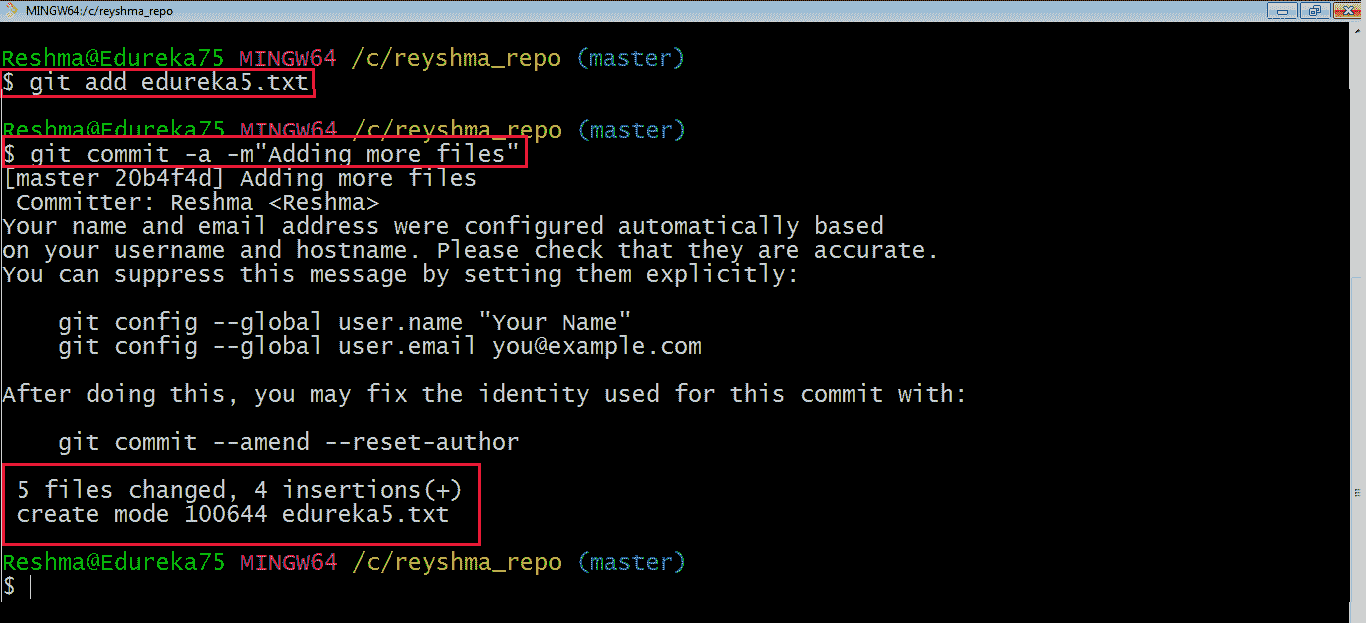 MINGW64:/c/reyshma_repo
Reshma@Edureka75 MINGW64 /c/reyshma_repo (master)
$ git add edureka5.txt
Reshma@Edureka75 MINGW64 /c/reyshma_repo (master)
$ git commit -a -m"Adding more files"
[master 20b4f4d] Adding more files
 Committer: Reshma <Reshma>
Your name and email address were configured automatically based
on your username and hostname. Please check that they are accurate.
You can suppress this message by setting them explicitly:
    git config --global user.name "Your Name"
    git config --global user.email you@example.com
After doing this, you may fix the identity used for this commit with:
    git commit --amend --reset-author
 5 files changed, 4 insertions(+)
 create mode 100644 edureka5.txt
Reshma@Edureka75 MINGW64 /c/reyshma_repo (master)
$